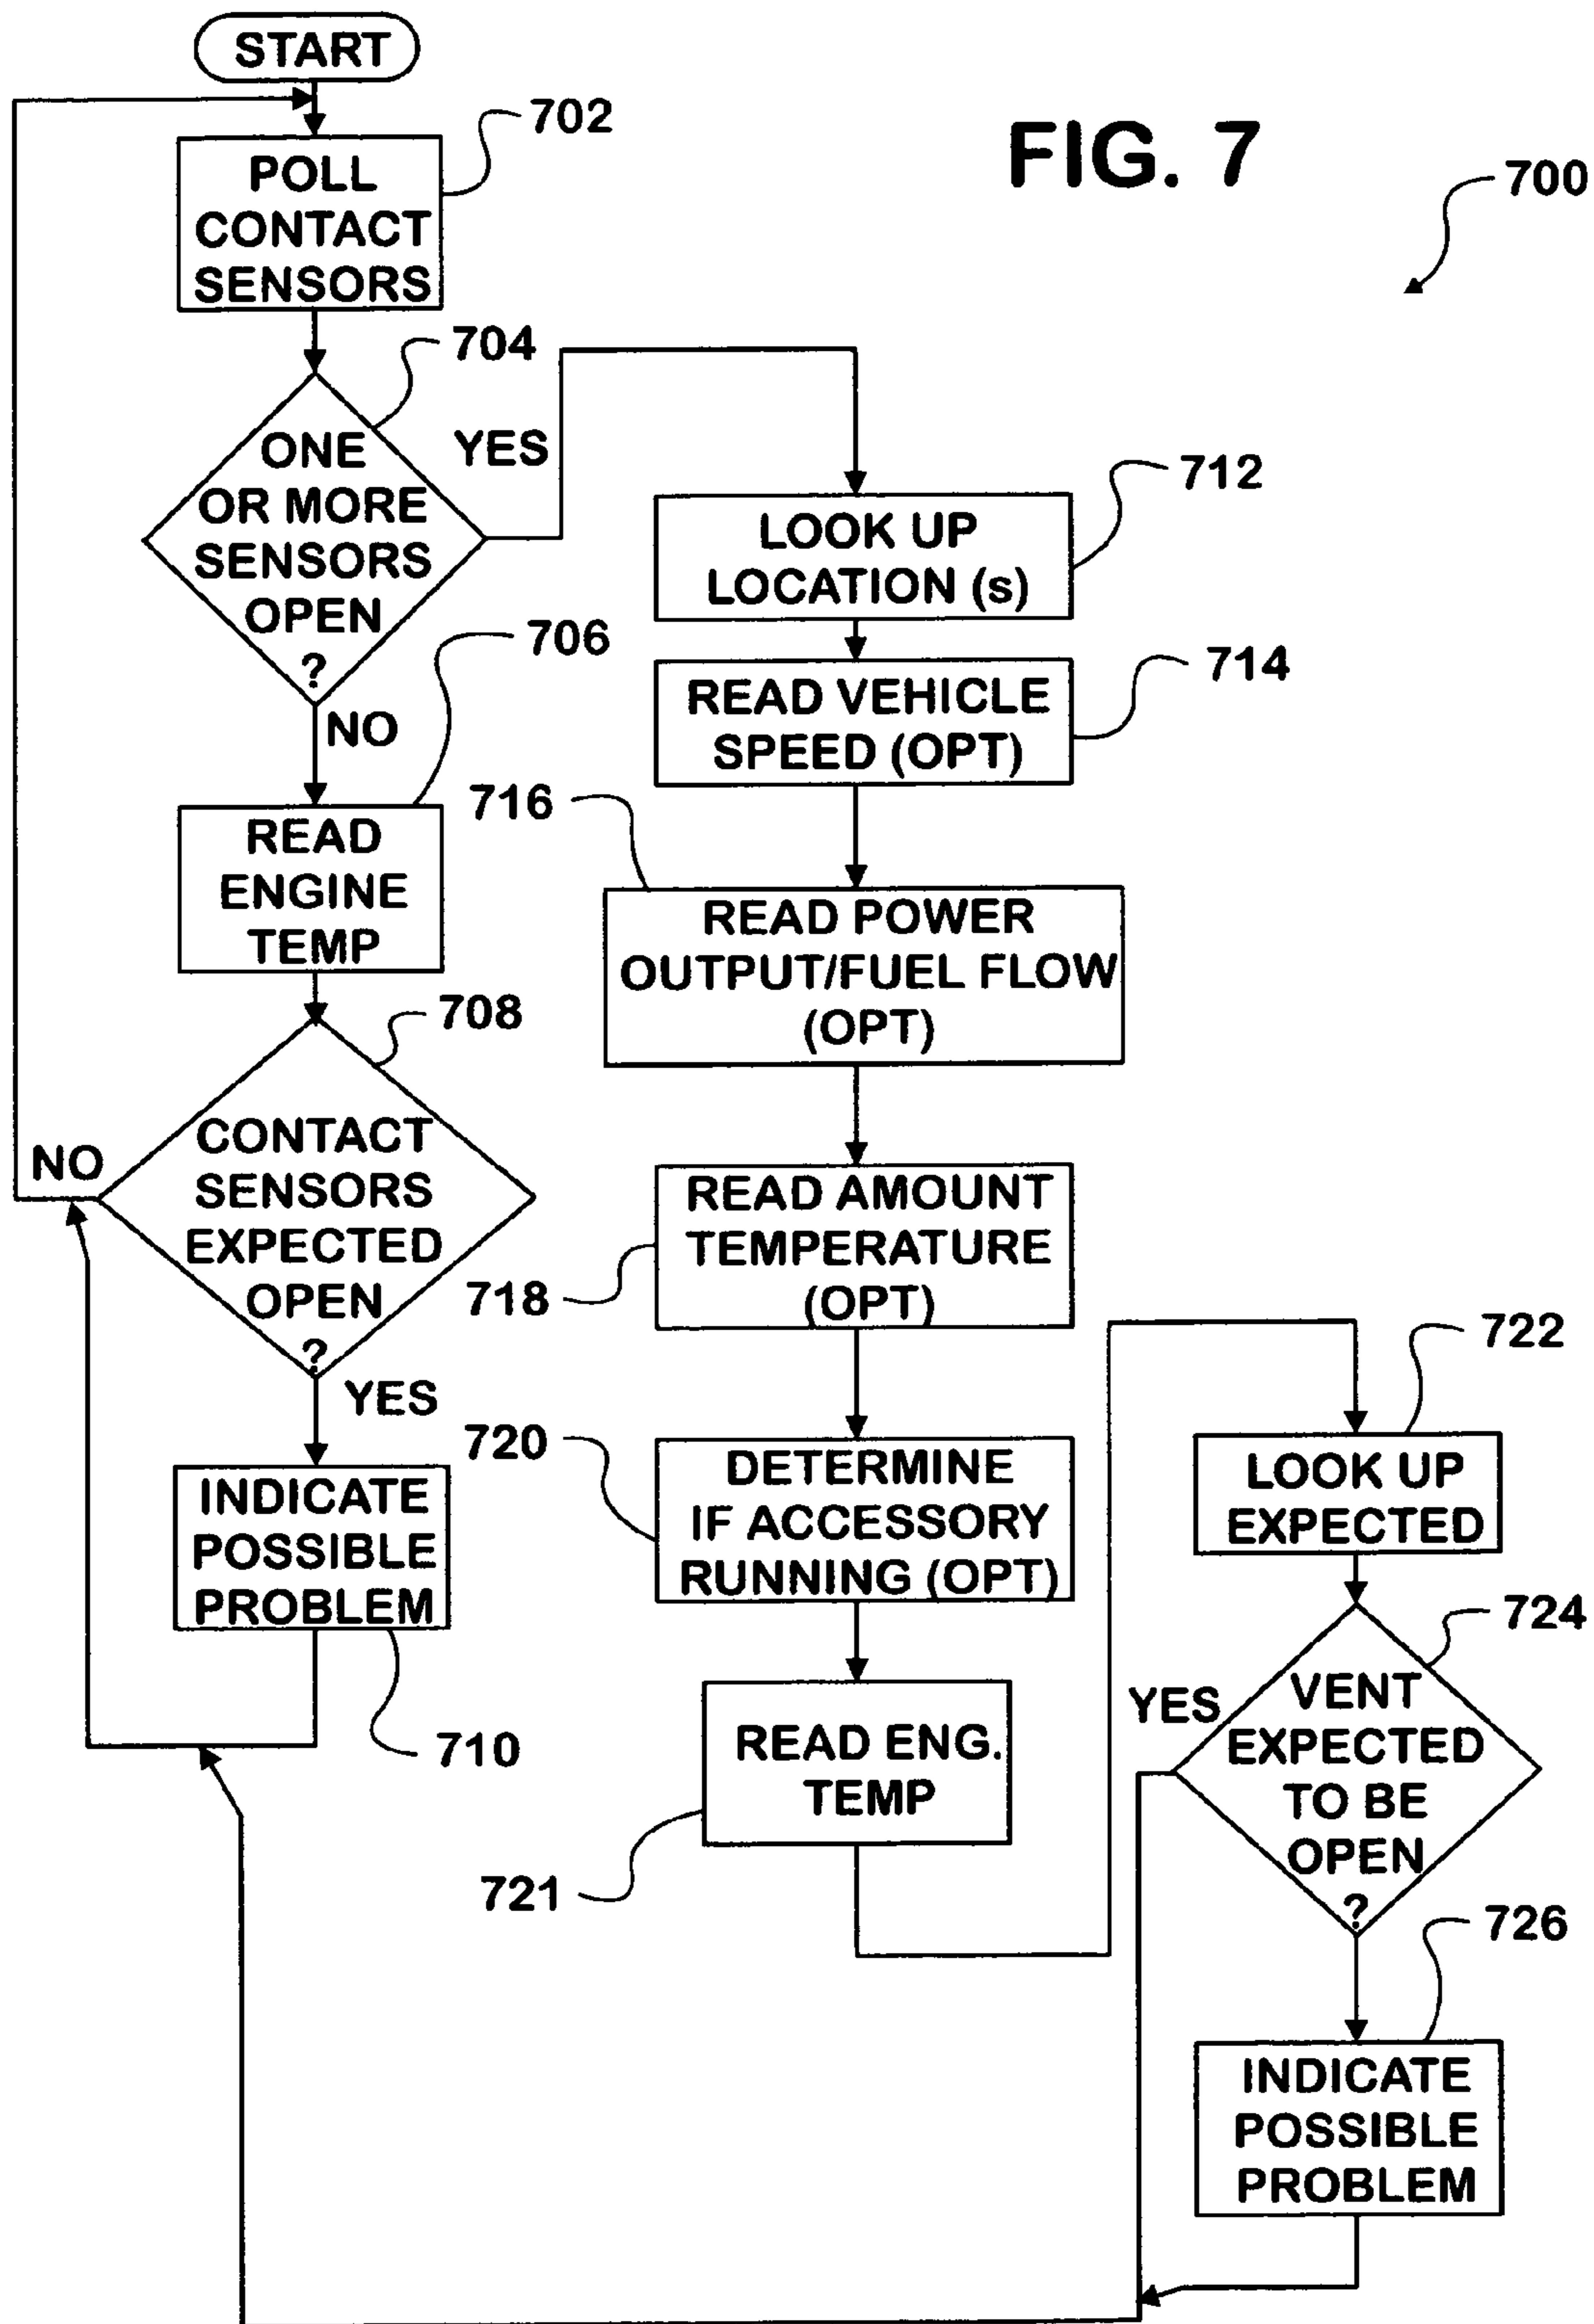 START
702
FIG. 7
700
POLL
CONTACT
SENSORS
704
YES
ONE
OR MORE
SENSORS
OPEN
?
NO
712
LOOK UP
LOCATION (s)
706
714
READ VEHICLE
SPEED (OPT)
READ
ENGINE
TEMP
716
READ POWER
OUTPUT/FUEL FLOW
(OPT)
708
CONTACT
SENSORS
EXPECTED
OPEN
?
NO
YES
718
READ AMOUNT
TEMPERATURE
(OPT)
INDICATE
POSSIBLE
PROBLEM
710
720
DETERMINE
IF ACCESSORY
RUNNING (OPT)
READ ENG.
TEMP
721
722
LOOK UP
EXPECTED
724
YES
VENT
EXPECTED
TO BE
OPEN
?
726
INDICATE
POSSIBLE
PROBLEM